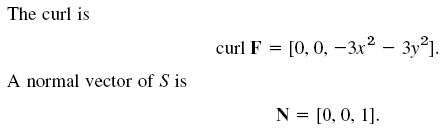 The curl is
curl F = [0, 0, −3x² − 3y²].
A normal vector of S is
N = [0, 0, 1].